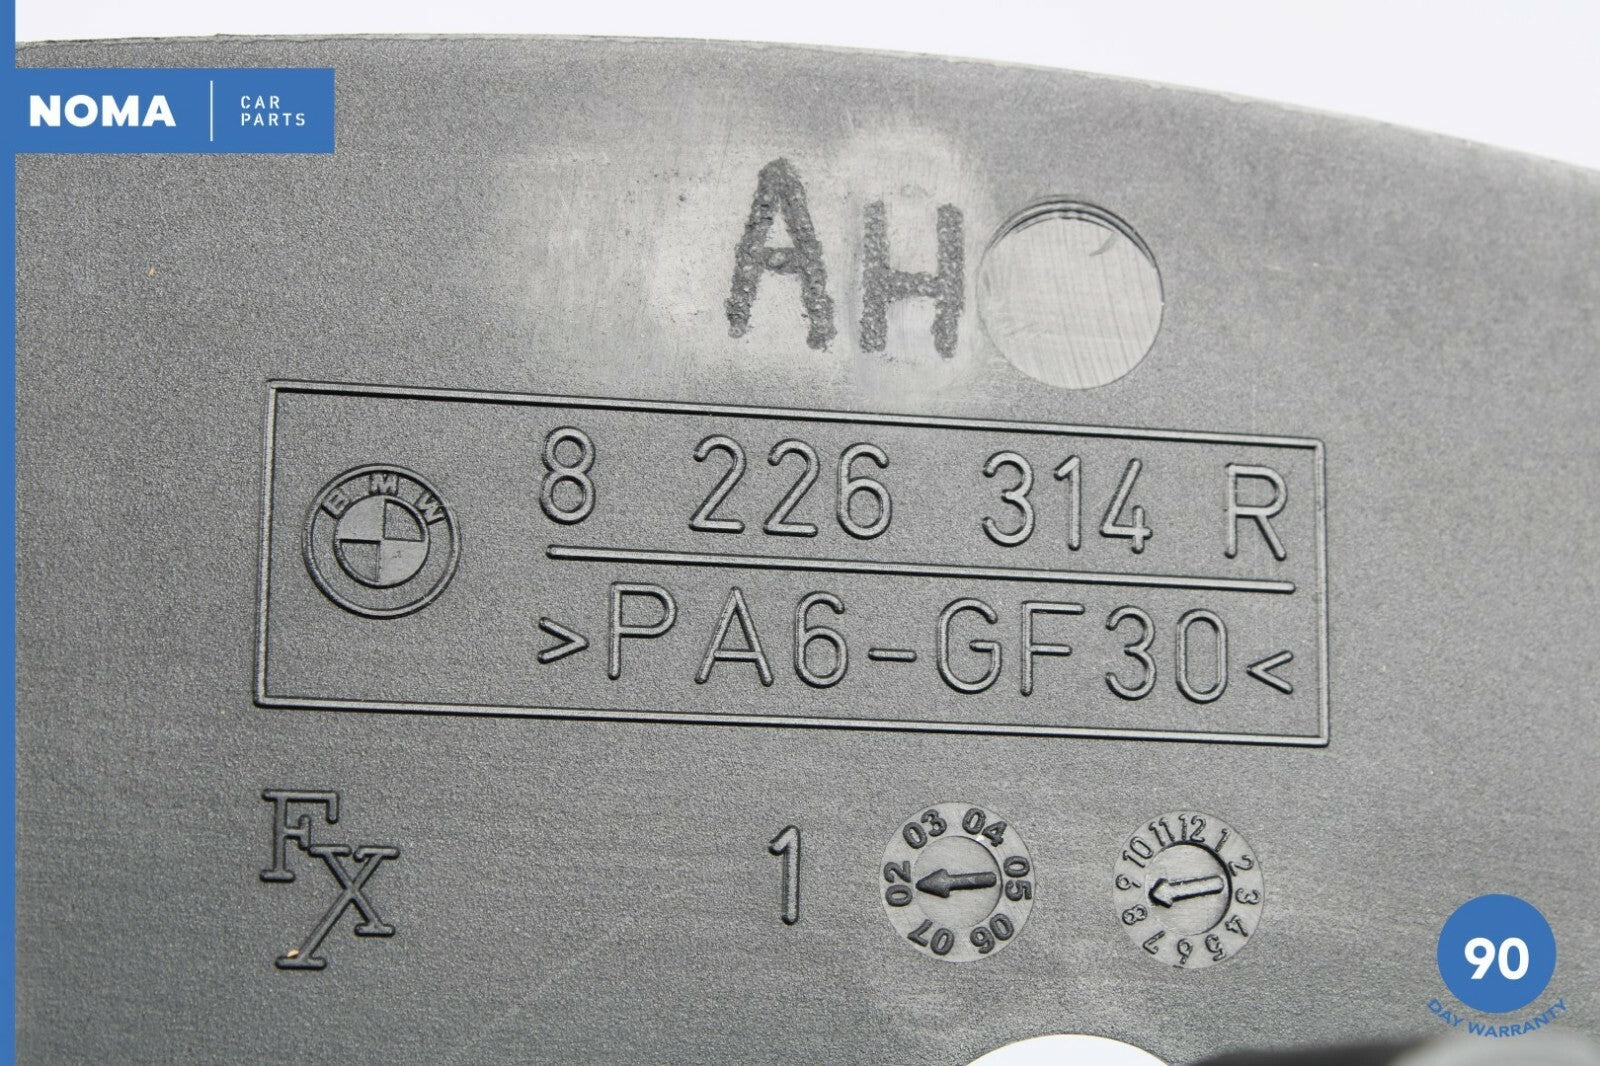 NOMA
CAR
PARTS
AH
BMW
8 226 314 R
>PA6-GF30<
FX
1
02 03 04 05 06 07
1 2 3 4 5 6 7 8 9 10 11 12
90
DAY WARRANTY